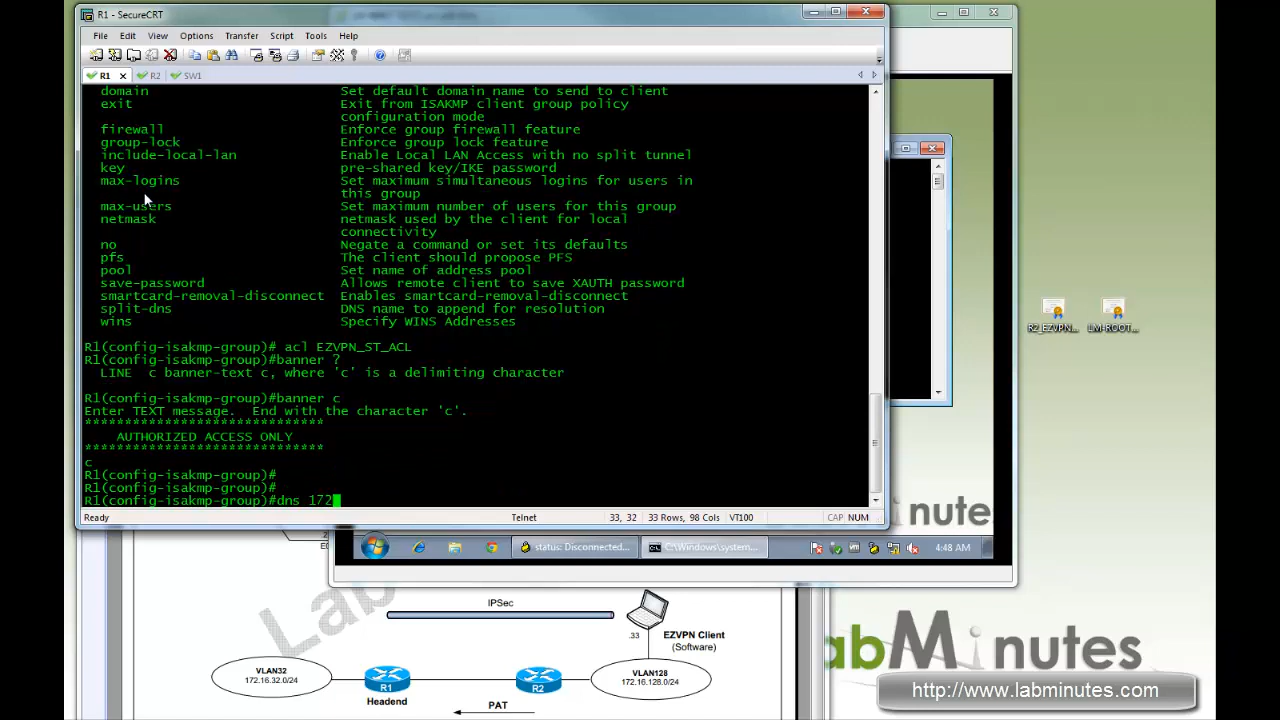 R1 - SecureCRT
File Edit View Options Transfer Script Tools Help
R1 R2 SW1
domain Set default domain name to send to client
exit Exit from ISAKMP client group policy
configuration mode
firewall Enforce group firewall feature
group-lock Enforce group lock feature
include-local-lan Enable Local LAN Access with no split tunnel
key pre-shared key/IKE password
max-logins Set maximum simultaneous logins for users in
this group
max-users Set maximum number of users for this group
netmask netmask used by the client for local
connectivity
no Negate a command or set its defaults
pfs The client should propose PFS
pool Set name of address pool
save-password Allows remote client to save XAUTH password
smartcard-removal-disconnect Enables smartcard-removal-disconnect
split-dns DNS name to append for resolution
wins Specify WINS Addresses
R1(config-isakmp-group)# acl EZVPN_ST_ACL
R1(config-isakmp-group)#banner ?
LINE c banner-text c, where 'c' is a delimiting character
R1(config-isakmp-group)#banner c
Enter TEXT message. End with the character 'c'.
******************************
AUTHORIZED ACCESS ONLY
******************************
c
R1(config-isakmp-group)#
R1(config-isakmp-group)#
R1(config-isakmp-group)#dns 172
Ready Telnet 33, 32 33 Rows, 98 Cols VT100 CAP NUM
R2_EZVPN... LM-ROOT...
inute
status: Disconnected... C:\Windows\system... 4:48 AM
IPSec
.33
EZVPN Client
(Software)
VLAN32
172.16.32.0/24
R1
Headend
R2
VLAN128
172.16.128.0/24
PAT
Lab
abMinutes
http://www.labminutes.com